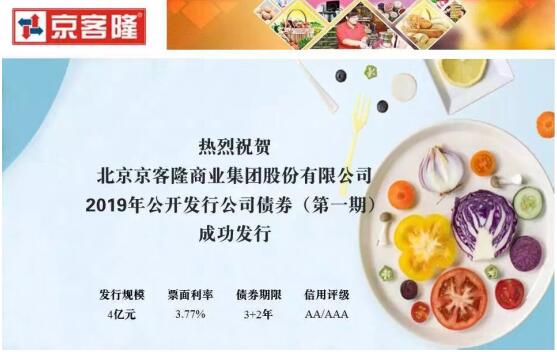 京客隆
热烈祝贺
北京京客隆商业集团股份有限公司
2019年公开发行公司债券（第一期）
成功发行
发行规模 票面利率 债券期限 信用评级
4亿元 3.77% 3+2年 AA/AAA